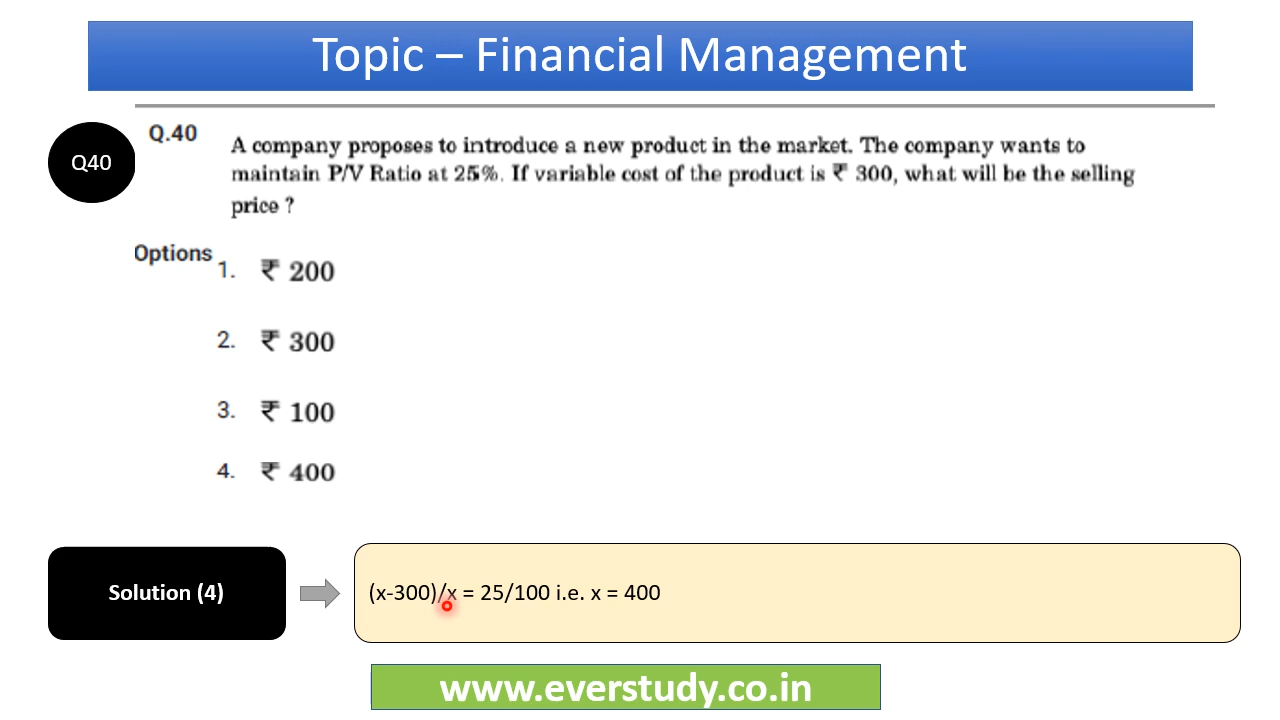 Topic – Financial Management
Q40
Q.40
A company proposes to introduce a new product in the market. The company wants to
maintain P/V Ratio at 25%. If variable cost of the product is ₹ 300, what will be the selling
price ?
Options
1. ₹ 200
2. ₹ 300
3. ₹ 100
4. ₹ 400
Solution (4)
(x-300)/x = 25/100 i.e. x = 400
www.everstudy.co.in